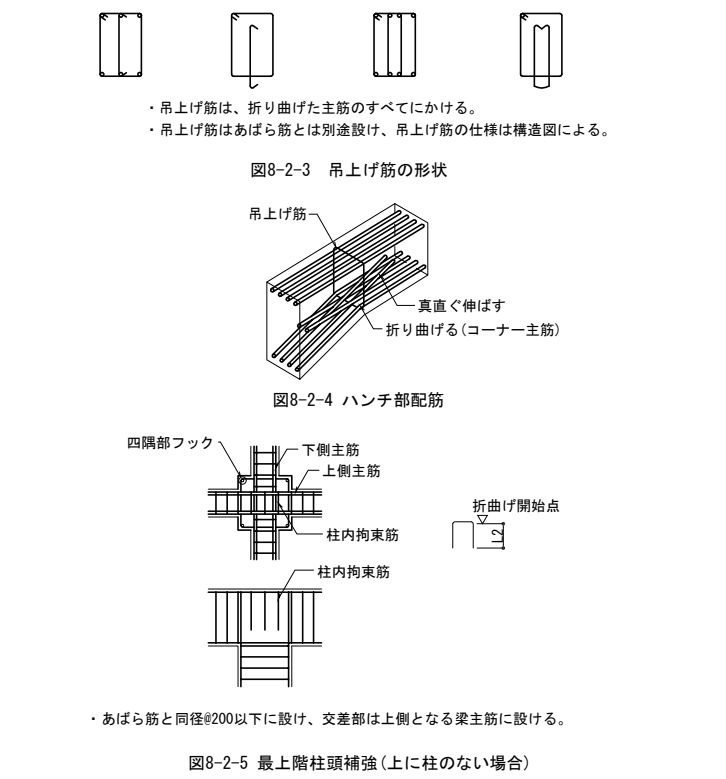 ・吊上げ筋は、折り曲げた主筋のすべてにかける。
・吊上げ筋はあばら筋とは別途設け、吊上げ筋の仕様は構造図による。
図8-2-3　吊上げ筋の形状
吊上げ筋
真直ぐ伸ばす
折り曲げる(コーナー主筋)
図8-2-4 ハンチ部配筋
四隅部フック
下側主筋
上側主筋
柱内拘束筋
折曲げ開始点
L2
柱内拘束筋
・あばら筋と同径@200以下に設け、交差部は上側となる梁主筋に設ける。
図8-2-5 最上階柱頭補強(上に柱のない場合)